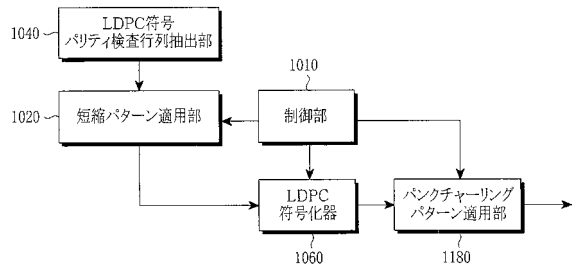 1040
LDPC符号
パリティ検査行列抽出部
1010
1020
短縮パターン適用部
制御部
LDPC
符号化器
パンクチャーリング
パターン適用部
1060
1180